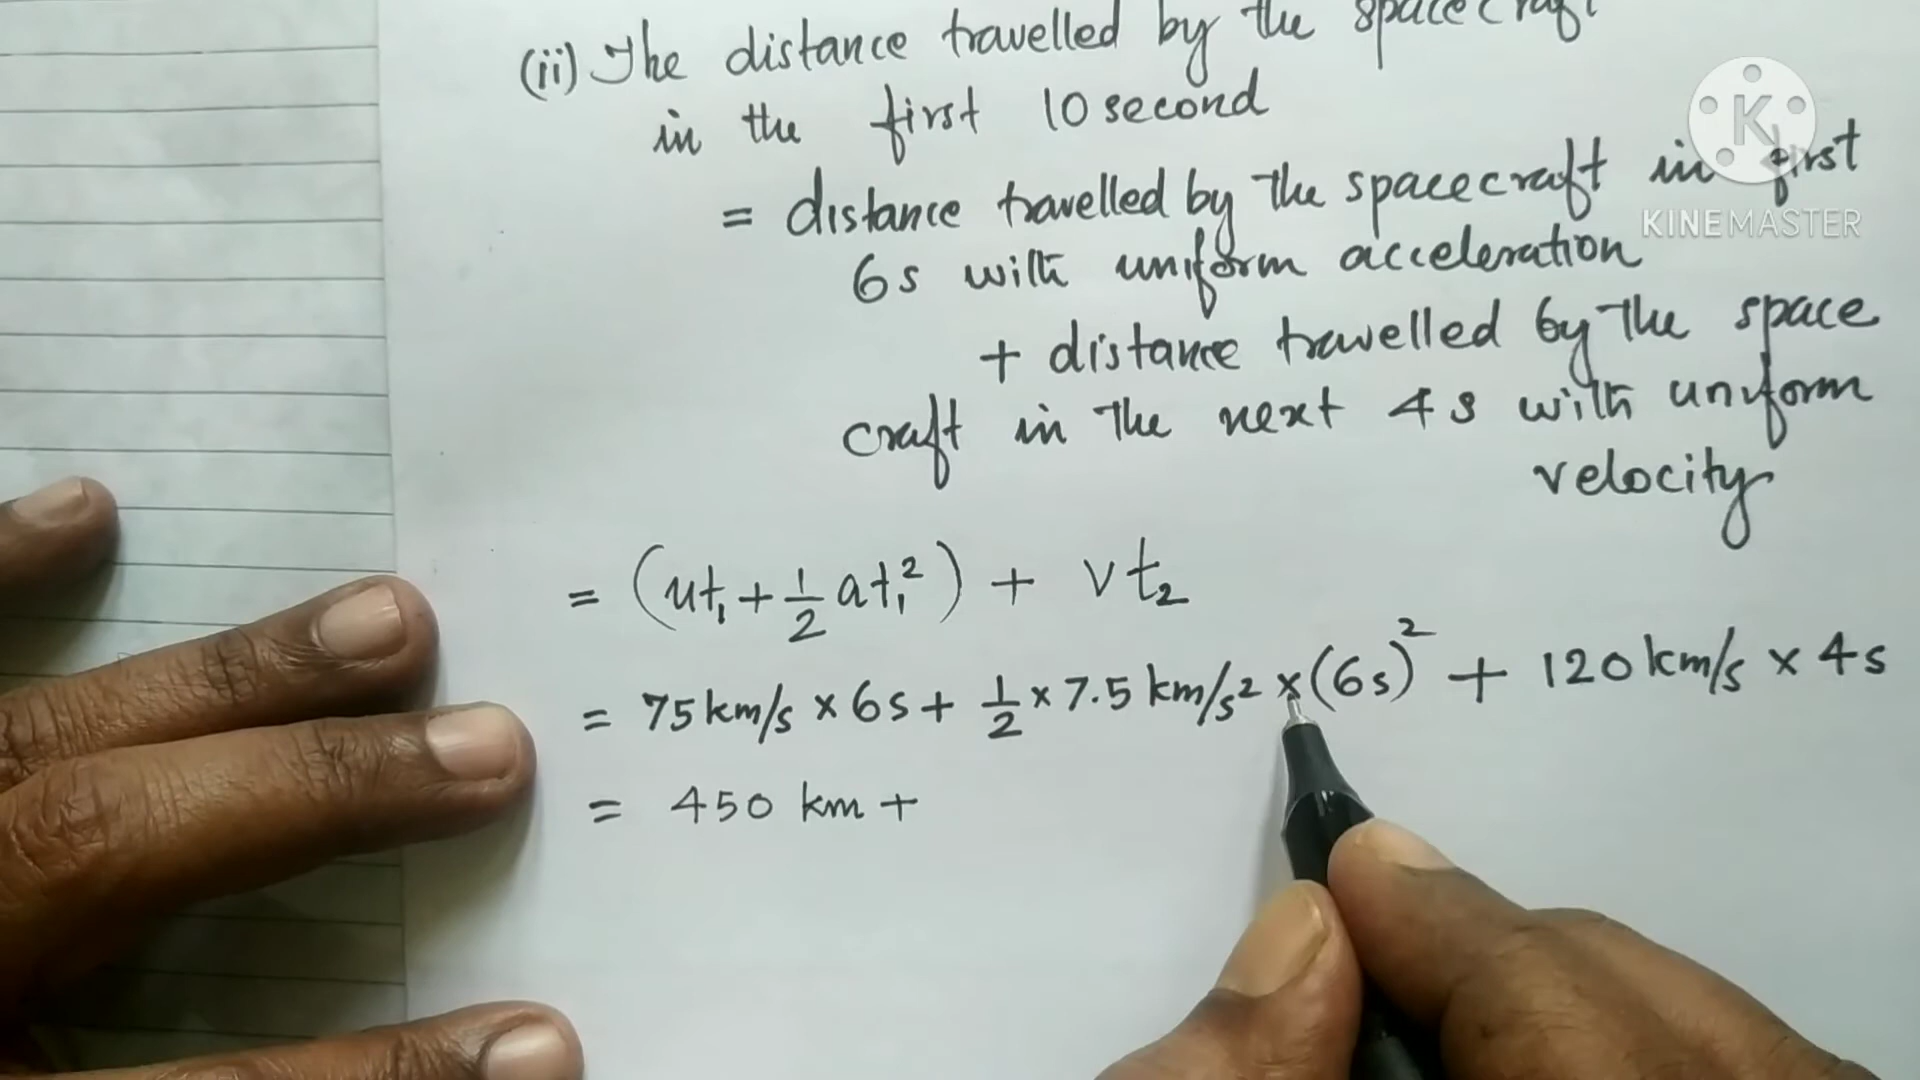 (ii) The distance travelled by the spacecraft
in the first 10 second
= distance travelled by the spacecraft in first
6s with uniform acceleration
+ distance travelled by the space
craft in the next 4s with uniform
velocity
= (ut₁ + 1/2 at₁²) + vt₂
= 75 km/s × 6s + 1/2 × 7.5 km/s² × (6s)² + 120 km/s × 4s
= 450 km +
K
KINEMASTER